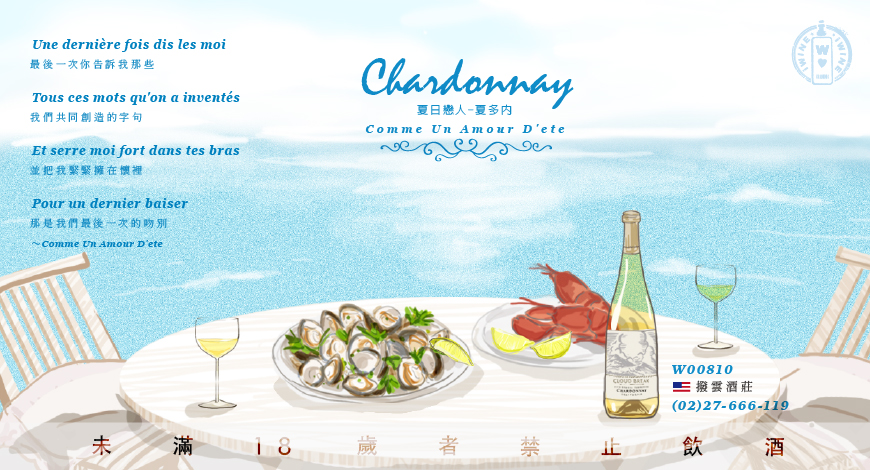 Une dernière fois dis les moi
最後一次你告訴我那些
Tous ces mots qu'on a inventés
我們共同創造的字句
Et serre moi fort dans tes bras
並把我緊緊擁在懷裡
Pour un dernier baiser
那是我們最後一次的吻別
～Comme Un Amour D'ete
Chardonnay
夏日戀人-夏多內
Comme Un Amour D'ete
IWINE IWINE
W
CLOUD BREAK
CHARDONNAY
W00810
撥雲酒莊
(02)27-666-119
未滿18歲者禁止飲酒